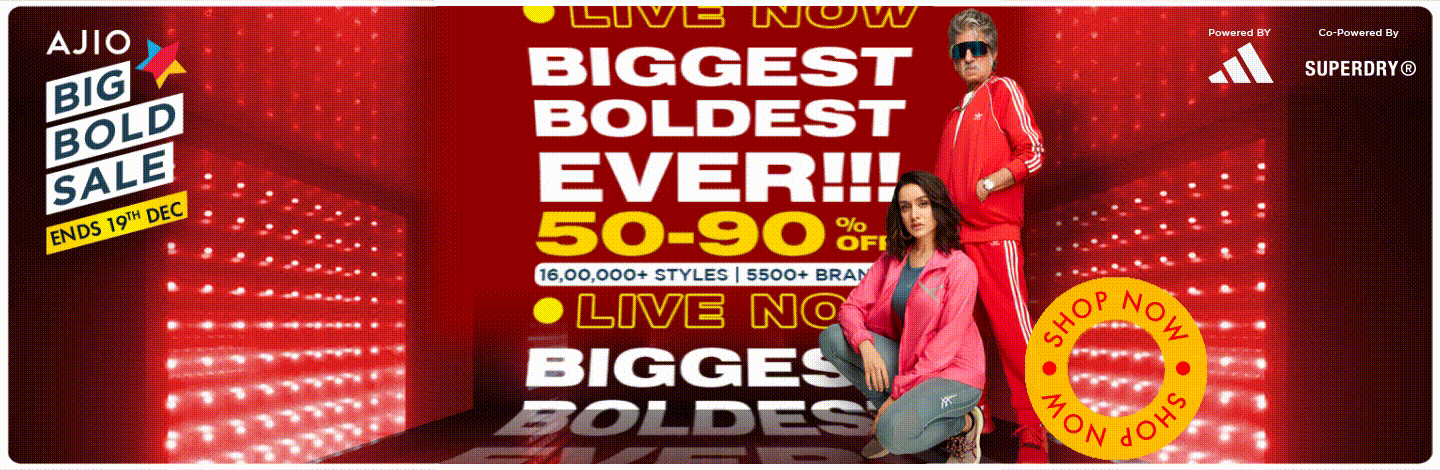 AJIO
BIG
BOLD
SALE
ENDS 19TH DEC
LIVE NOW
BIGGEST
BOLDEST
EVER!!!
50-90 % OFF
16,00,000+ STYLES | 5500+ BRAN
LIVE NO
BIGGES
BOLDES
EVER
Powered BY
Co-Powered By
SUPERDRY®
SHOP NOW
SHOP NOW